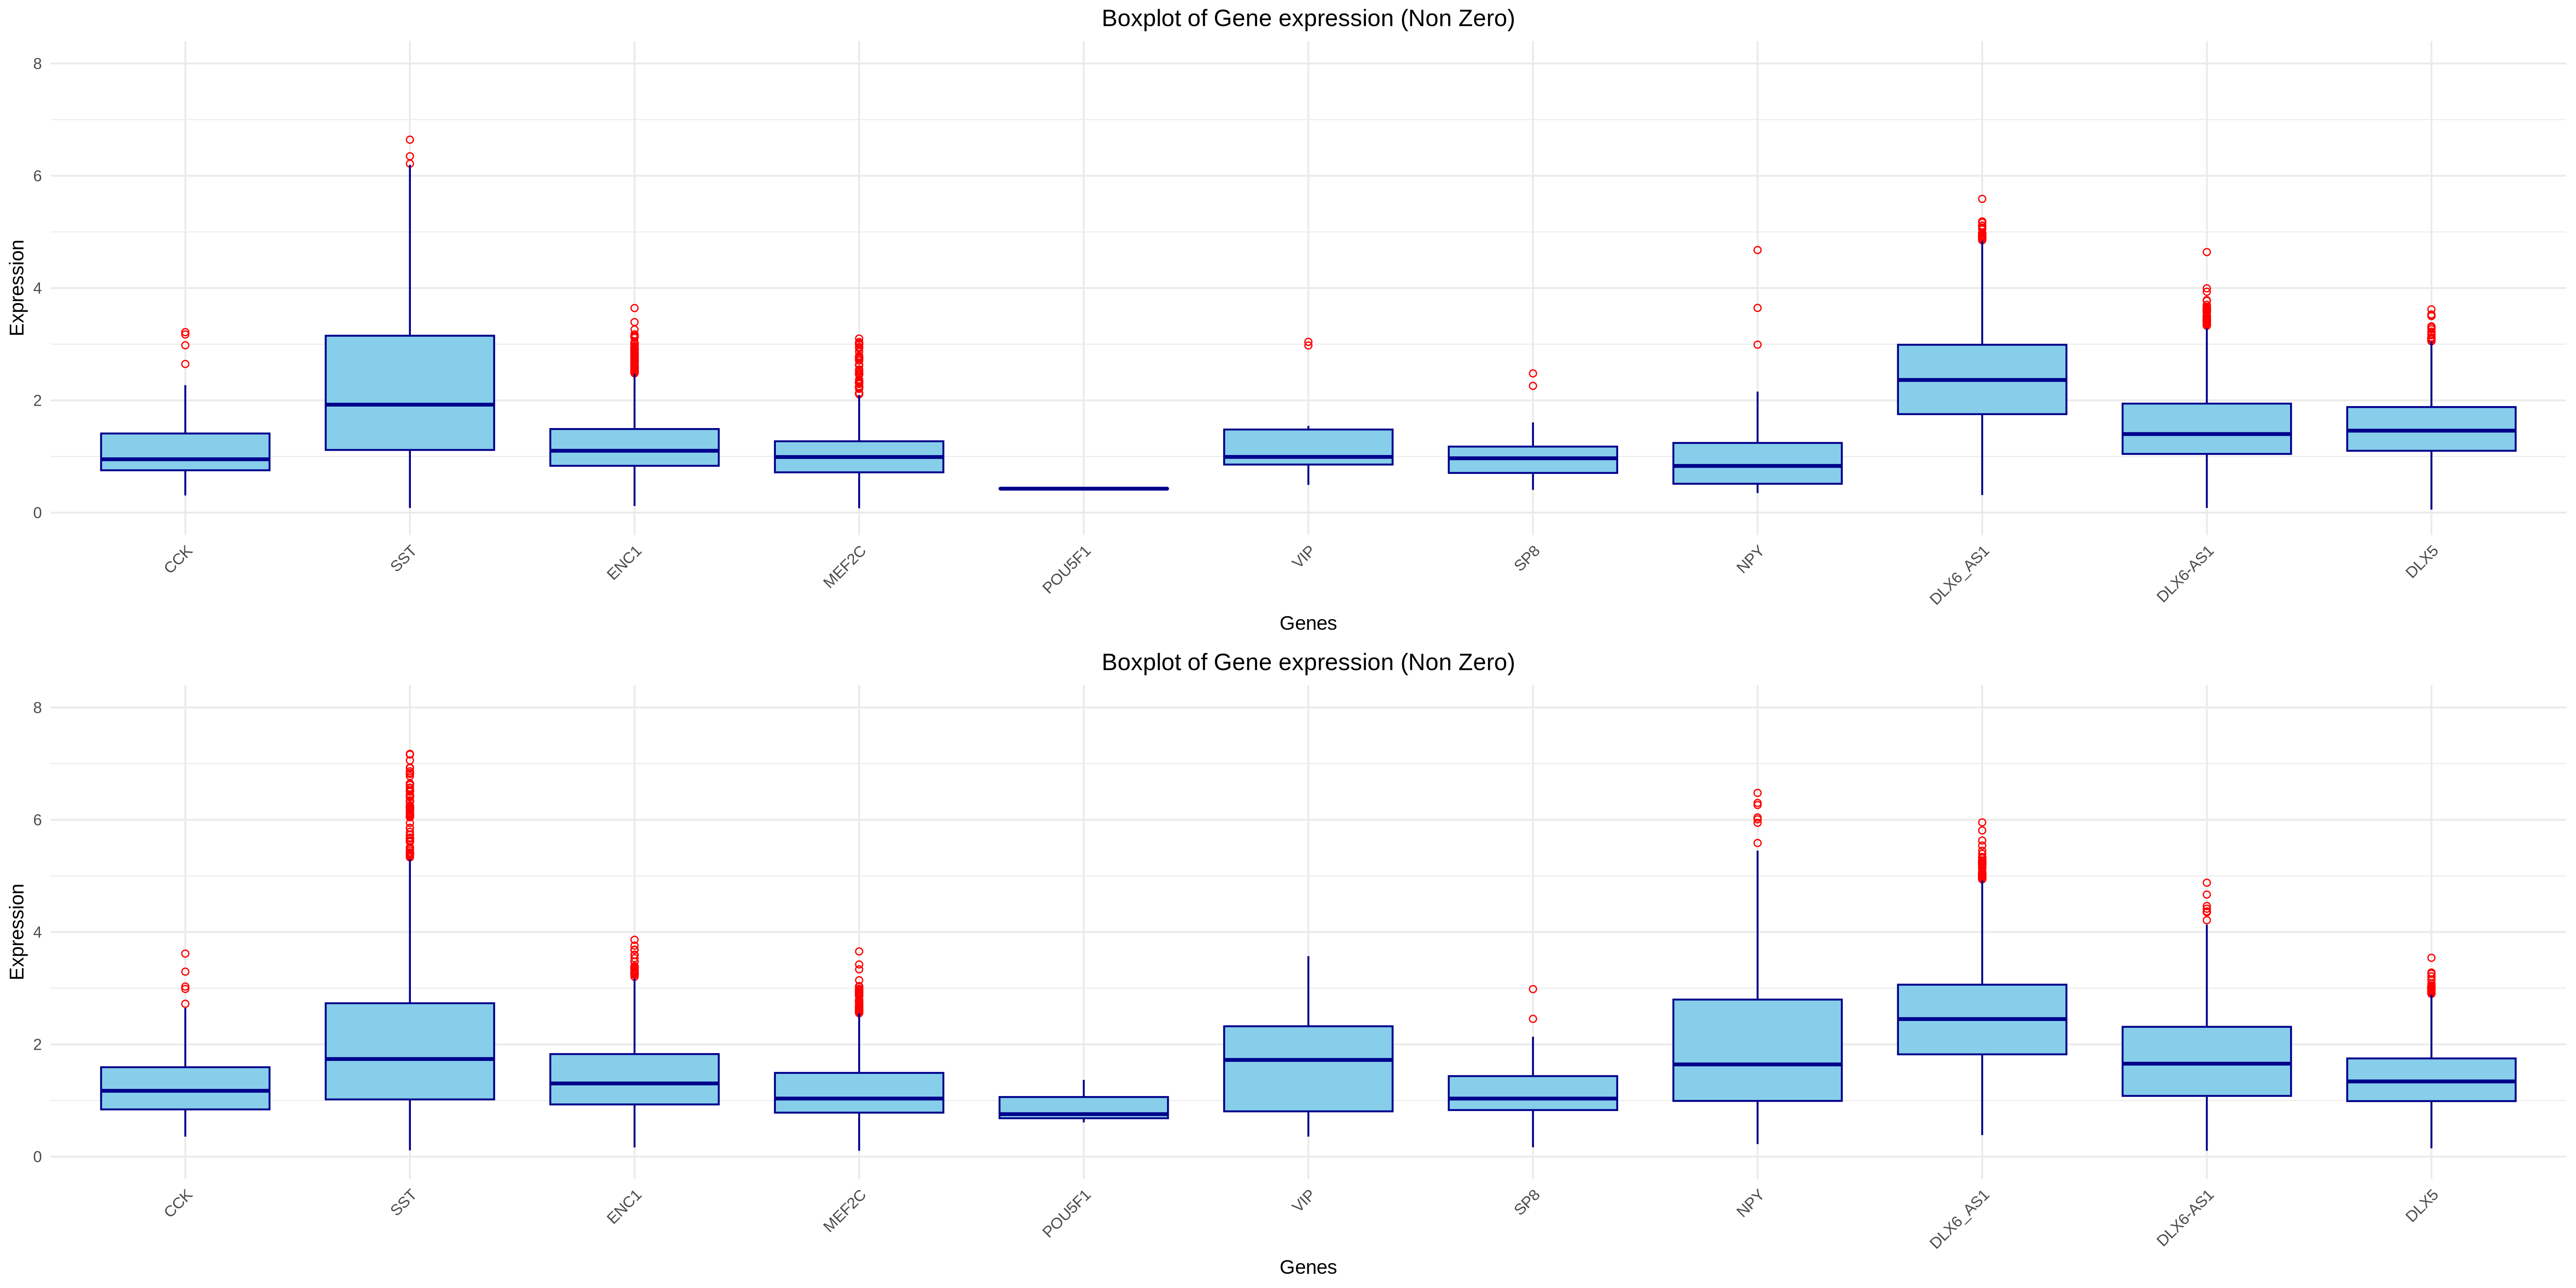 Boxplot of Gene expression (Non Zero)
8
6
4
2
0
Expression
CCK
SST
ENC1
MEF2C
POU5F1
VIP
SP8
NPY
DLX6_AS1
DLX6-AS1
DLX5
Genes
Boxplot of Gene expression (Non Zero)
8
6
4
2
0
Expression
CCK
SST
ENC1
MEF2C
POU5F1
VIP
SP8
NPY
DLX6_AS1
DLX6-AS1
DLX5
Genes